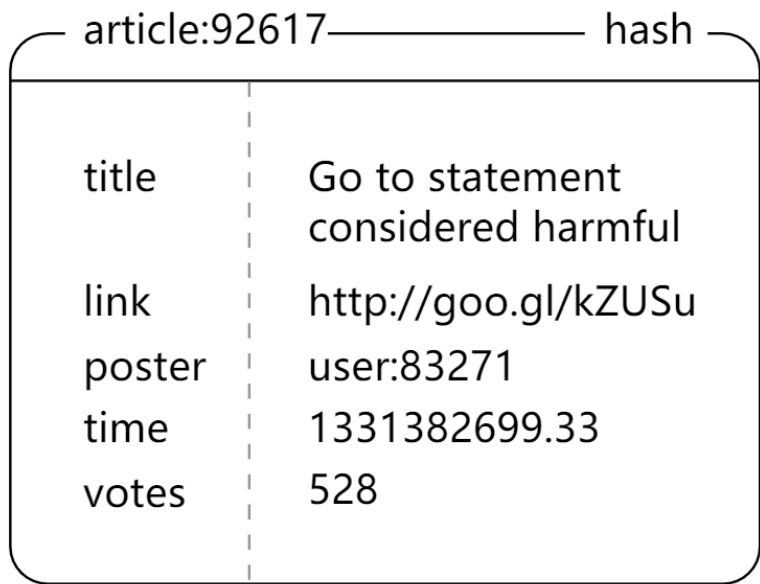 article:92617 hash
title Go to statement
considered harmful
link http://goo.gl/kZUSu
poster user:83271
time 1331382699.33
votes 528